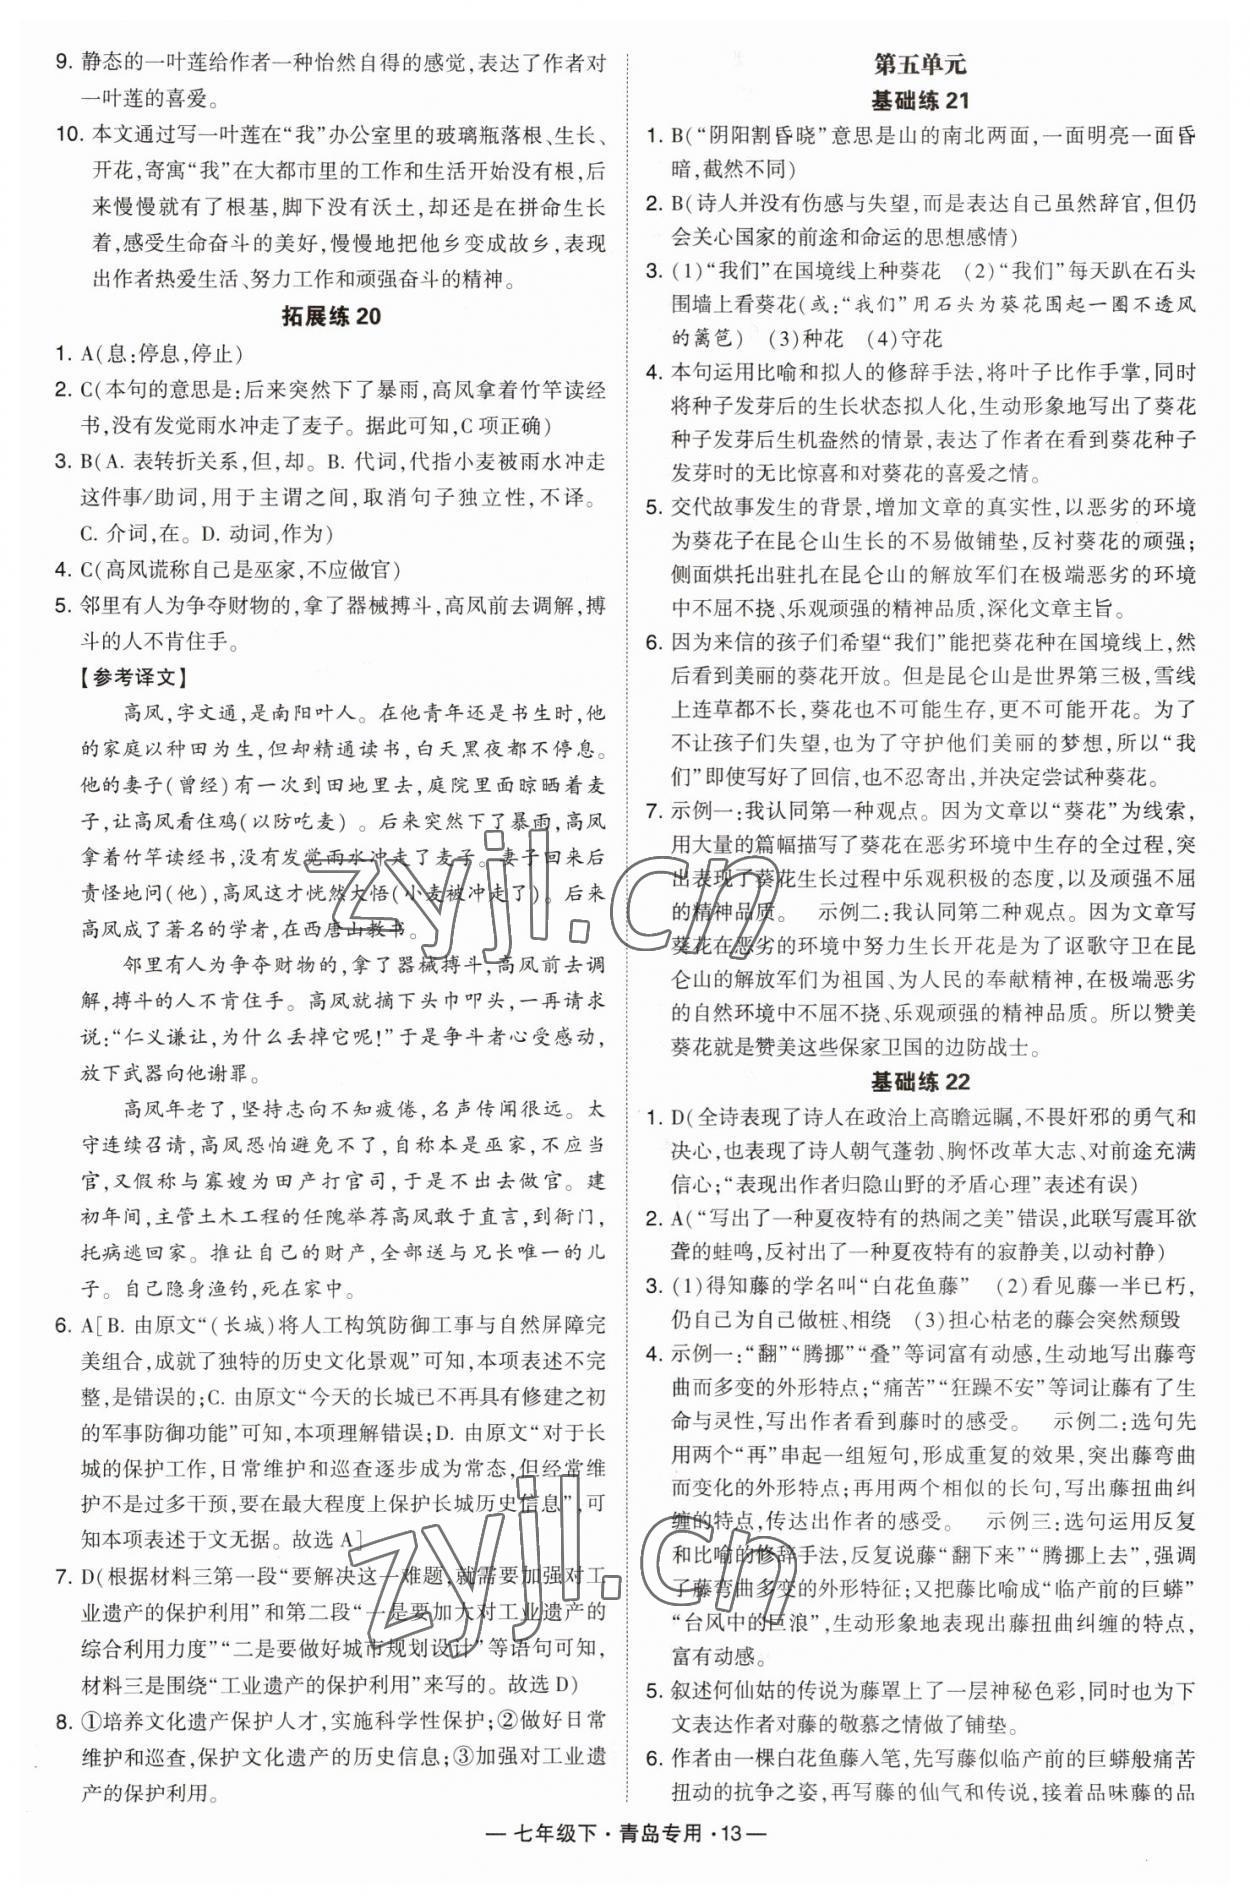 9. 静态的一叶莲给作者一种怡然自得的感觉,表达了作者对
一叶莲的喜爱。
10. 本文通过写一叶莲在“我”办公室里的玻璃瓶落根、生长、
开花,寄寓“我”在大都市里的工作和生活开始没有根,后
来慢慢就有了根基,脚下没有沃土,却还是在拼命生长
着,感受生命奋斗的美好,慢慢地把他乡变成故乡,表现
出作者热爱生活、努力工作和顽强奋斗的精神。
拓展练 20
1. A(息:停息,停止)
2. C(本句的意思是:后来突然下了暴雨,高凤拿着竹竿读经
书,没有发觉雨水冲走了麦子。据此可知,C项正确)
3. B(A. 表转折关系,但,却。B. 代词,代指小麦被雨水冲走
这件事/助词,用于主谓之间,取消句子独立性,不译。
C. 介词,在。D. 动词,作为)
4. C(高凤谎称自己是巫家,不应做官)
5. 邻里有人为争夺财物的,拿了器械搏斗,高凤前去调解,搏
斗的人不肯住手。
【参考译文】
高凤,字文通,是南阳叶人。在他青年还是书生时,他
的家庭以种田为生,但却精通读书,白天黑夜都不停息。
他的妻子(曾经)有一次到田地里去,庭院里面晾晒着麦
子,让高凤看住鸡(以防吃麦)。后来突然下了暴雨,高凤
拿着竹竿读经书,没有发觉雨水冲走了麦子。妻子回来后
责怪地问(他),高凤这才恍然大悟(小麦被冲走了)。后来
高凤成了著名的学者,在西唐山教书。
邻里有人为争夺财物的,拿了器械搏斗,高凤前去调
解,搏斗的人不肯住手。高凤就摘下头巾叩头,一再请求
说:“仁义谦让,为什么丢掉它呢!”于是争斗者心受感动,
放下武器向他谢罪。
高凤年老了,坚持志向不知疲倦,名声传闻很远。太
守连续召请,高凤恐怕避免不了,自称本是巫家,不应当
官,又假称与寡嫂为田产打官司,于是不去做官。建
初年间,主管土木工程的任隗举荐高凤敢于直言,到衙门,
托病逃回家。推让自己的财产,全部送与兄长唯一的儿
子。自己隐身渔钓,死在家中。
6. A[B. 由原文“(长城)将人工构筑防御工事与自然屏障完
美组合,成就了独特的历史文化景观”可知,本项表述不完
整,是错误的;C. 由原文“今天的长城已不再具有修建之初
的军事防御功能”可知,本项理解错误;D. 由原文“对于长
城的保护工作,日常维护和巡查逐步成为常态,但经常维
护不是过多干预,要在最大程度上保护长城历史信息”,可
知本项表述于文无据。故选 A]
7. D(根据材料三第一段“要解决这一难题,就需要加强对工
业遗产的保护利用”和第二段“一是要加大对工业遗产的
综合利用力度”“二是要做好城市规划设计”等语句可知,
材料三是围绕“工业遗产的保护利用”来写的。故选 D)
8. ①培养文化遗产保护人才,实施科学性保护;②做好日常
维护和巡查,保护文化遗产的历史信息;③加强对工业遗
产的保护利用。
第五单元
基础练 21
1. B(“阴阳割昏晓”意思是山的南北两面,一面明亮一面昏
暗,截然不同)
2. B(诗人并没有伤感与失望,而是表达自己虽然辞官,但仍
会关心国家的前途和命运的思想感情)
3. (1)“我们”在国境线上种葵花 (2)“我们”每天趴在石头
围墙上看葵花(或:“我们”用石头为葵花围起一圈不透风
的篱笆) (3)种花 (4)守花
4. 本句运用比喻和拟人的修辞手法,将叶子比作手掌,同时
将种子发芽后的生长状态拟人化,生动形象地写出了葵花
种子发芽后生机盎然的情景,表达了作者在看到葵花种子
发芽时的无比惊喜和对葵花的喜爱之情。
5. 交代故事发生的背景,增加文章的真实性,以恶劣的环境
为葵花子在昆仑山生长的不易做铺垫,反衬葵花的顽强;
侧面烘托出驻扎在昆仑山的解放军们在极端恶劣的环境
中不屈不挠、乐观顽强的精神品质,深化文章主旨。
6. 因为来信的孩子们希望“我们”能把葵花种在国境线上,然
后看到美丽的葵花开放。但是昆仑山是世界第三极,雪线
上连草都不长,葵花也不可能生存,更不可能开花。为了
不让孩子们失望,也为了守护他们美丽的梦想,所以“我
们”即使写好了回信,也不忍寄出,并决定尝试种葵花。
7. 示例一:我认同第一种观点。因为文章以“葵花”为线索,
用大量的篇幅描写了葵花在恶劣环境中生存的全过程,突
出表现了葵花生长过程中乐观积极的态度,以及顽强不屈
的精神品质。 示例二:我认同第二种观点。因为文章写
葵花在恶劣的环境中努力生长开花是为了讴歌守卫在昆
仑山的解放军们为祖国、为人民的奉献精神,在环境恶劣
的自然环境中不屈不挠、乐观顽强的精神品质。所以赞美
葵花就是赞美这些保家卫国的边防战士。
基础练 22
1. D(全诗表现了诗人在政治上高瞻远瞩,不畏奸邪的勇气和
决心,也表现了诗人朝气蓬勃、胸怀改革大志、对前途充满
信心;“表现出作者归隐山野的矛盾心理”表述有误)
2. A(“写出了一种夏夜特有的热闹之美”错误,此联写震耳欲
聋的蛙鸣,反衬出了一种夏夜特有的寂静美,以动衬静)
3. (1)得知藤的学名叫“白花鱼藤” (2)看见藤一半已朽,
仍为自己为自己做桩、相绕 (3)担心枯老的藤会突然颓毁
4. 示例一:“翻”“腾挪”“叠”等词富有动感,生动地写出藤弯
曲而多变的外形特点;“痛苦”“狂躁不安”等词让藤有了生
命与灵性,写出作者看到藤时的感受。 示例二:选句先
用两个“再”串起一组短句,形成重复的效果,突出藤弯曲
而变化的外形特点;再用两个相似的长句,写出藤扭曲纠
缠的特点,传达出作者的感受。 示例三:选句运用反复
和比喻的修辞手法,反复说藤“翻下来”“腾挪上去”,强调
了藤弯曲多变的外形特征;又把藤比喻成“临产前的巨蟒”
“台风中的巨浪”,生动形象地表现了藤扭曲纠缠的特点,
富有动感。
5. 叙述何仙姑的传说为藤罩上了一层神秘色彩,同时也为下
文表达作者对藤的敬慕之情做了铺垫。
6. 作者由一棵白花鱼藤入笔,先写藤似临产前的巨蟒般痛苦
扭动的抗争之姿,再写藤的仙气和传说,接着品味藤的品
— 七年级下·青岛专用·13 —
zyjl.cn
zyjl.cn